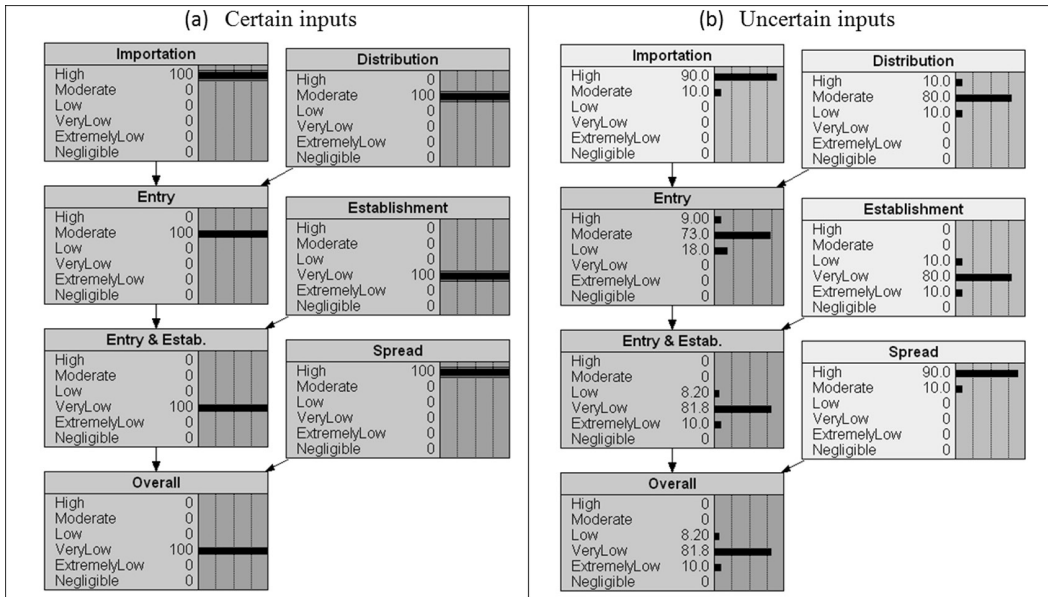 (a) Certain inputs
Importation
High 100
Moderate 0
Low 0
VeryLow 0
ExtremelyLow 0
Negligible 0
Distribution
High 0
Moderate 100
Low 0
VeryLow 0
ExtremelyLow 0
Negligible 0
Entry
High 0
Moderate 100
Low 0
VeryLow 0
ExtremelyLow 0
Negligible 0
Establishment
High 0
Moderate 0
Low 0
VeryLow 100
ExtremelyLow 0
Negligible 0
Entry & Estab.
High 0
Moderate 0
Low 0
VeryLow 100
ExtremelyLow 0
Negligible 0
Spread
High 100
Moderate 0
Low 0
VeryLow 0
ExtremelyLow 0
Negligible 0
Overall
High 0
Moderate 0
Low 0
VeryLow 100
ExtremelyLow 0
Negligible 0
(b) Uncertain inputs
Importation
High 90.0
Moderate 10.0
Low 0
VeryLow 0
ExtremelyLow 0
Negligible 0
Distribution
High 10.0
Moderate 80.0
Low 10.0
VeryLow 0
ExtremelyLow 0
Negligible 0
Entry
High 9.00
Moderate 73.0
Low 18.0
VeryLow 0
ExtremelyLow 0
Negligible 0
Establishment
High 0
Moderate 0
Low 10.0
VeryLow 80.0
ExtremelyLow 10.0
Negligible 0
Entry & Estab.
High 0
Moderate 0
Low 8.20
VeryLow 81.8
ExtremelyLow 10.0
Negligible 0
Spread
High 90.0
Moderate 10.0
Low 0
VeryLow 0
ExtremelyLow 0
Negligible 0
Overall
High 0
Moderate 0
Low 8.20
VeryLow 81.8
ExtremelyLow 10.0
Negligible 0